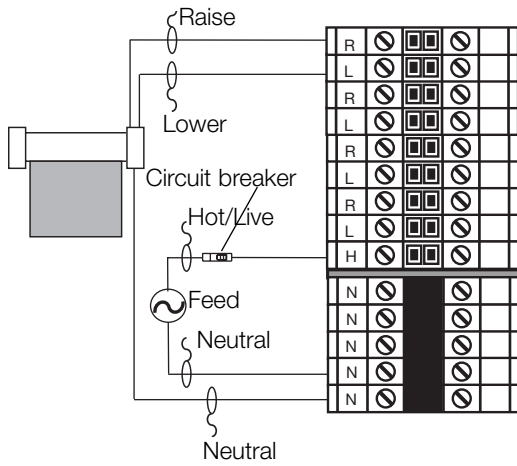 Raise
Lower
Circuit breaker
Hot/Live
Feed
Neutral
Neutral
R
L
R
L
R
L
R
L
H
N
N
N
N
N